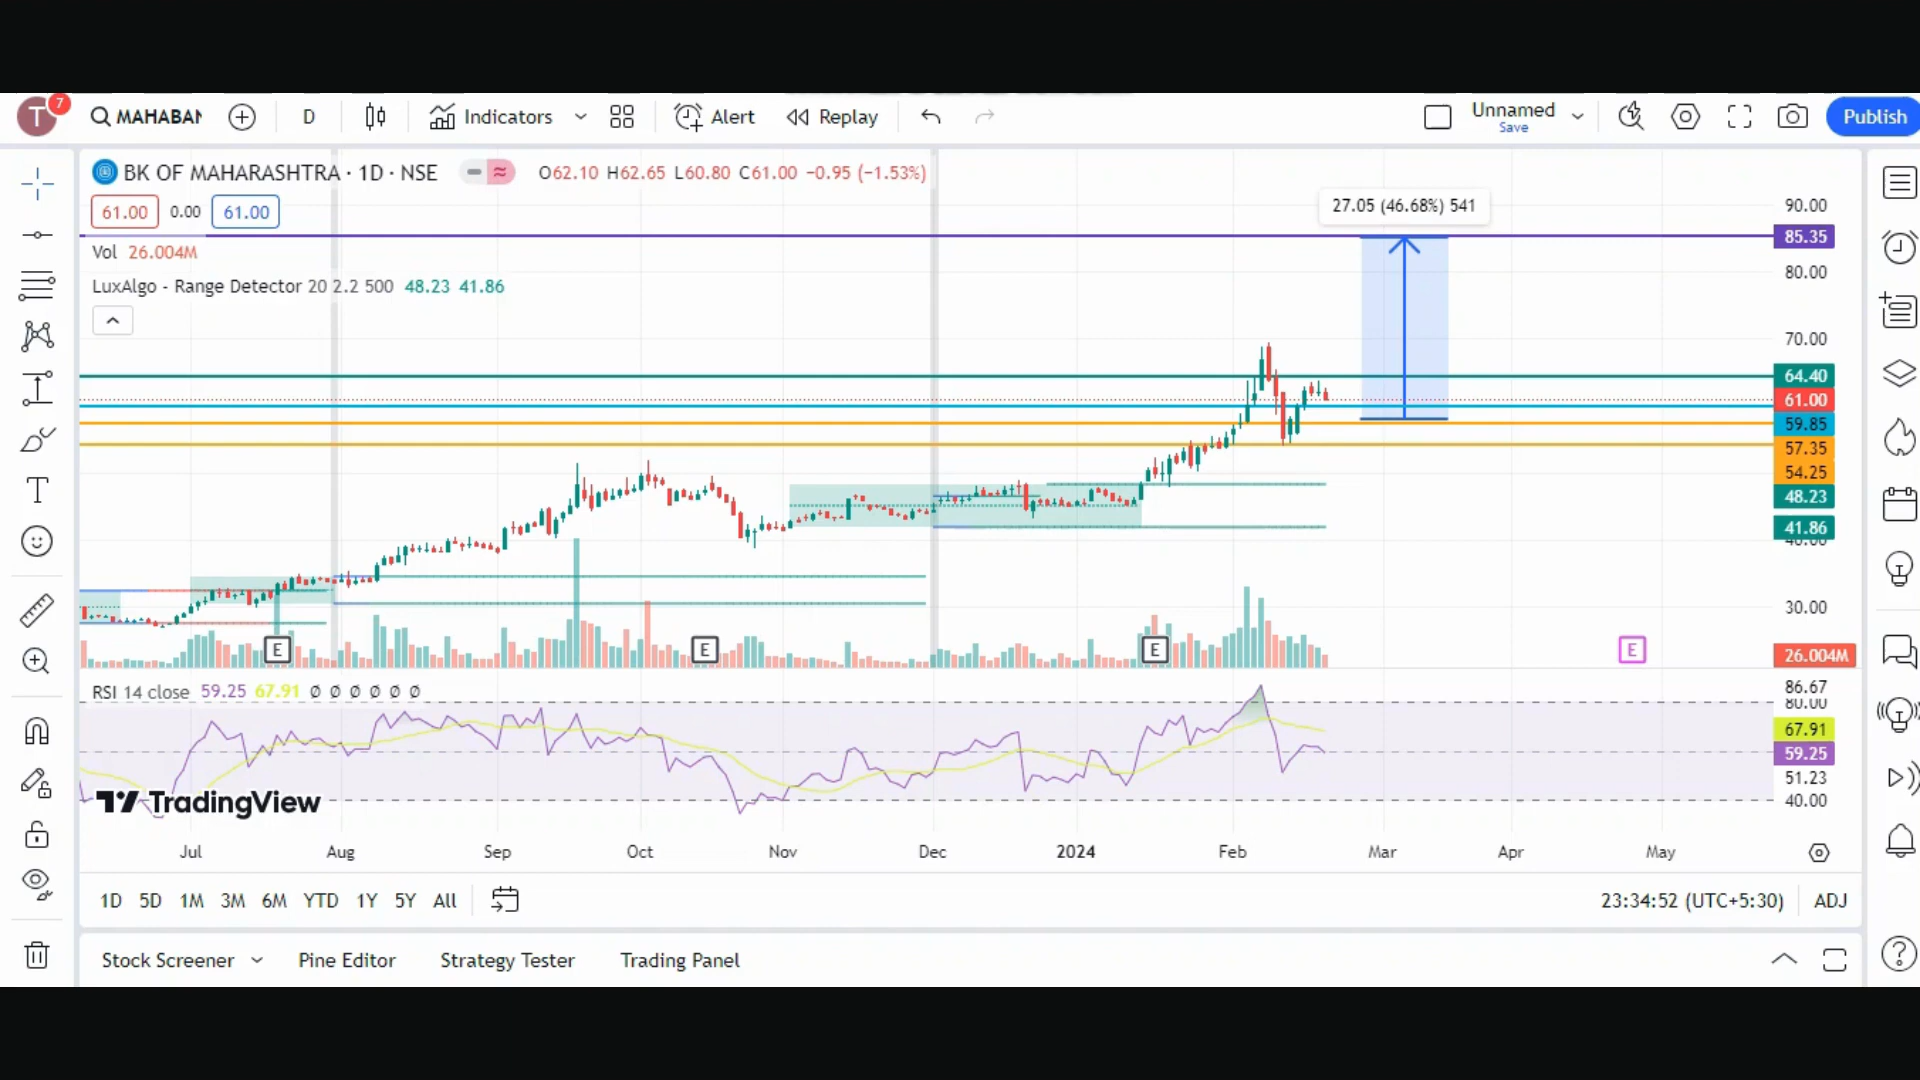 T 7 MAHABAN D Indicators Alert Replay Unnamed Save Publish
BK OF MAHARASHTRA · 1D · NSE O62.10 H62.65 L60.80 C61.00 −0.95 (−1.53%)
61.00 0.00 61.00
Vol 26.004M
LuxAlgo - Range Detector 20 2.2 500 48.23 41.86
27.05 (46.68%) 541
90.00
85.35
80.00
70.00
64.40
61.00
59.85
57.35
54.25
48.23
41.86
40.00
30.00
E E E E
26.004M
RSI 14 close 59.25 67.91 Ø Ø Ø Ø Ø Ø
86.67
80.00
67.91
59.25
51.23
40.00
TradingView
Jul Aug Sep Oct Nov Dec 2024 Feb Mar Apr May
1D 5D 1M 3M 6M YTD 1Y 5Y All 23:34:52 (UTC+5:30) ADJ
Stock Screener Pine Editor Strategy Tester Trading Panel